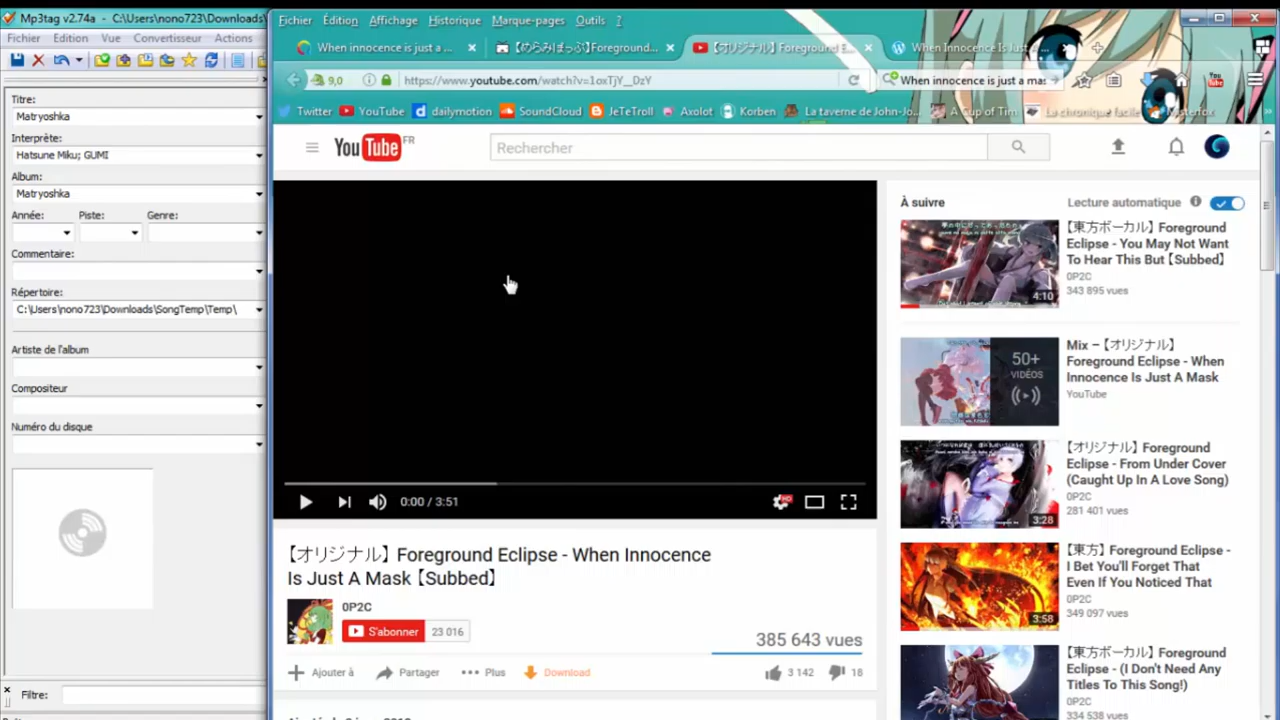 Mp3tag v2.74a - C:\Users\nono723\Downloads\
Fichier Edition Vue Convertisseur Actions
Titre:
Matryoshka
Interprète:
Hatsune Miku; GUMI
Album:
Matryoshka
Année: Piste: Genre:
Commentaire:
Répertoire:
C:\Users\nono723\Downloads\SongTemp\Temp\
Artiste de l'album
Compositeur
Numéro du disque
Filtre:
Fichier Édition Affichage Historique Marque-pages Outils ?
When innocence is just a ...
【めらみぽっぷ】Foreground...
【オリジナル】 Foreground E...
When Innocence Is Just A ...
9,0
https://www.youtube.com/watch?v=1oxTjY__DzY
When innocence is just a mas
Twitter YouTube dailymotion SoundCloud JeTeTroll Axolot Korben La taverne de John-Jo... A Cup of Tim La chronique facile Misterfox
YouTube FR
Rechercher
0:00 / 3:51
HD
【オリジナル】 Foreground Eclipse - When Innocence
Is Just A Mask 【Subbed】
0P2C
S'abonner 23 016
385 643 vues
Ajouter à Partager Plus Download
3 142 18
À suivre
Lecture automatique
【東方ボーカル】 Foreground
Eclipse - You May Not Want
To Hear This But 【Subbed】
0P2C
343 895 vues
4:10
Mix – 【オリジナル】
Foreground Eclipse - When
Innocence Is Just A Mask
YouTube
50+
VIDÉOS
【オリジナル】 Foreground
Eclipse - From Under Cover
(Caught Up In A Love Song)
0P2C
281 401 vues
3:28
【東方】 Foreground Eclipse -
I Bet You'll Forget That
Even If You Noticed That
0P2C
349 097 vues
3:58
【東方ボーカル】 Foreground
Eclipse - (I Don't Need Any
Titles To This Song!)
0P2C
334 538 vues